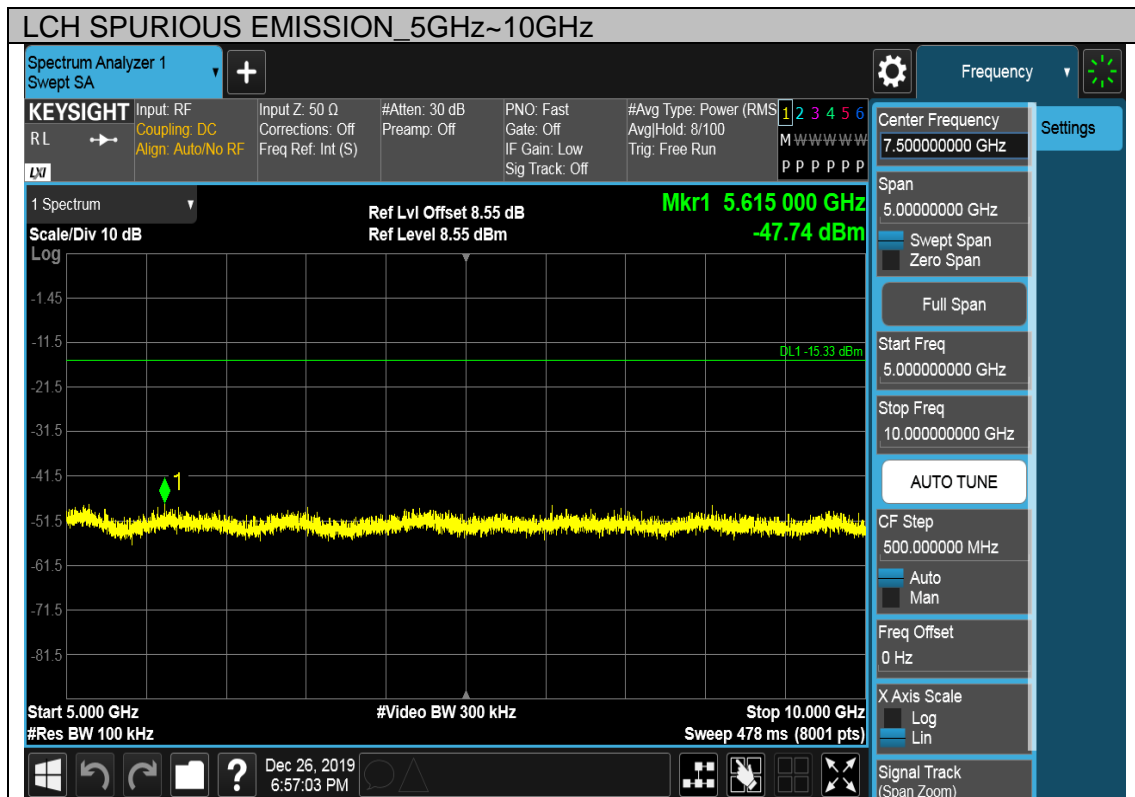 LCH SPURIOUS EMISSION_5GHz~10GHz
Spectrum Analyzer 1
Swept SA
Frequency
KEYSIGHT
RL
LXI
Input: RF
Coupling: DC
Align: Auto/No RF
Input Z: 50 Ω
Corrections: Off
Freq Ref: Int (S)
#Atten: 30 dB
Preamp: Off
PNO: Fast
Gate: Off
IF Gain: Low
Sig Track: Off
#Avg Type: Power (RMS
Avg|Hold: 8/100
Trig: Free Run
1 2 3 4 5 6
M W W W W W
P P P P P P
Center Frequency
7.500000000 GHz
Settings
Span
5.00000000 GHz
Swept Span
Zero Span
Full Span
Start Freq
5.000000000 GHz
Stop Freq
10.000000000 GHz
AUTO TUNE
CF Step
500.000000 MHz
Auto
Man
Freq Offset
0 Hz
X Axis Scale
Log
Lin
Signal Track
(Span Zoom)
1 Spectrum
Scale/Div 10 dB
Log
Ref Lvl Offset 8.55 dB
Ref Level 8.55 dBm
Mkr1 5.615 000 GHz
-47.74 dBm
-1.45
-11.5
DL1 -15.33 dBm
-21.5
-31.5
-41.5
1
-51.5
-61.5
-71.5
-81.5
Start 5.000 GHz
#Res BW 100 kHz
#Video BW 300 kHz
Stop 10.000 GHz
Sweep 478 ms (8001 pts)
?
Dec 26, 2019
6:57:03 PM